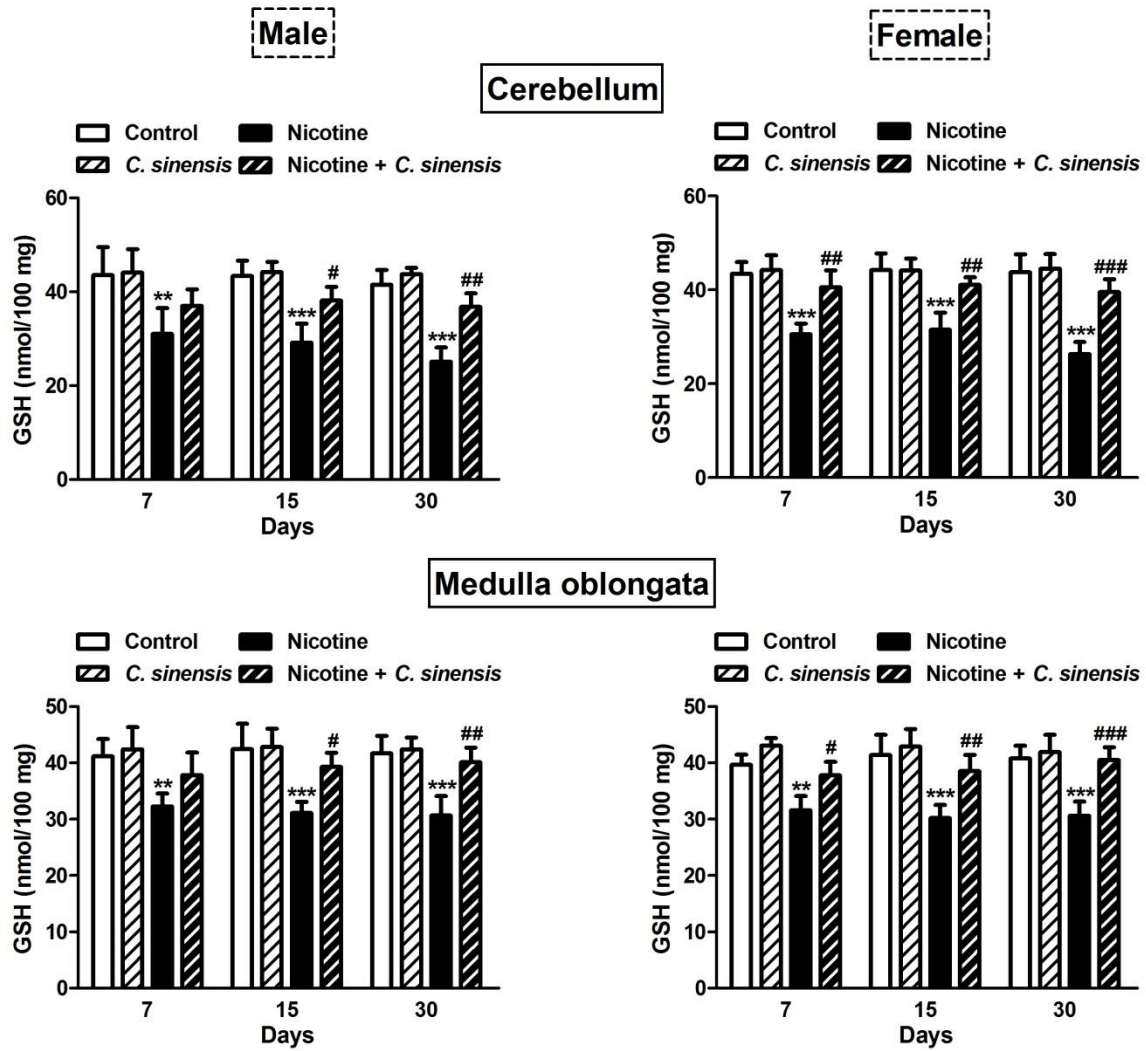 Male
Female
Cerebellum
Control Nicotine
C. sinensis Nicotine + C. sinensis
GSH (nmol/100 mg)
60
40
20
0
** *** # *** ##
7 15 30
Days
Control Nicotine
C. sinensis Nicotine + C. sinensis
GSH (nmol/100 mg)
60
40
20
0
*** ## *** ## *** ###
7 15 30
Days
Medulla oblongata
Control Nicotine
C. sinensis Nicotine + C. sinensis
GSH (nmol/100 mg)
50
40
30
20
10
0
** *** # *** ##
7 15 30
Days
Control Nicotine
C. sinensis Nicotine + C. sinensis
GSH (nmol/100 mg)
50
40
30
20
10
0
** # *** ## *** ###
7 15 30
Days